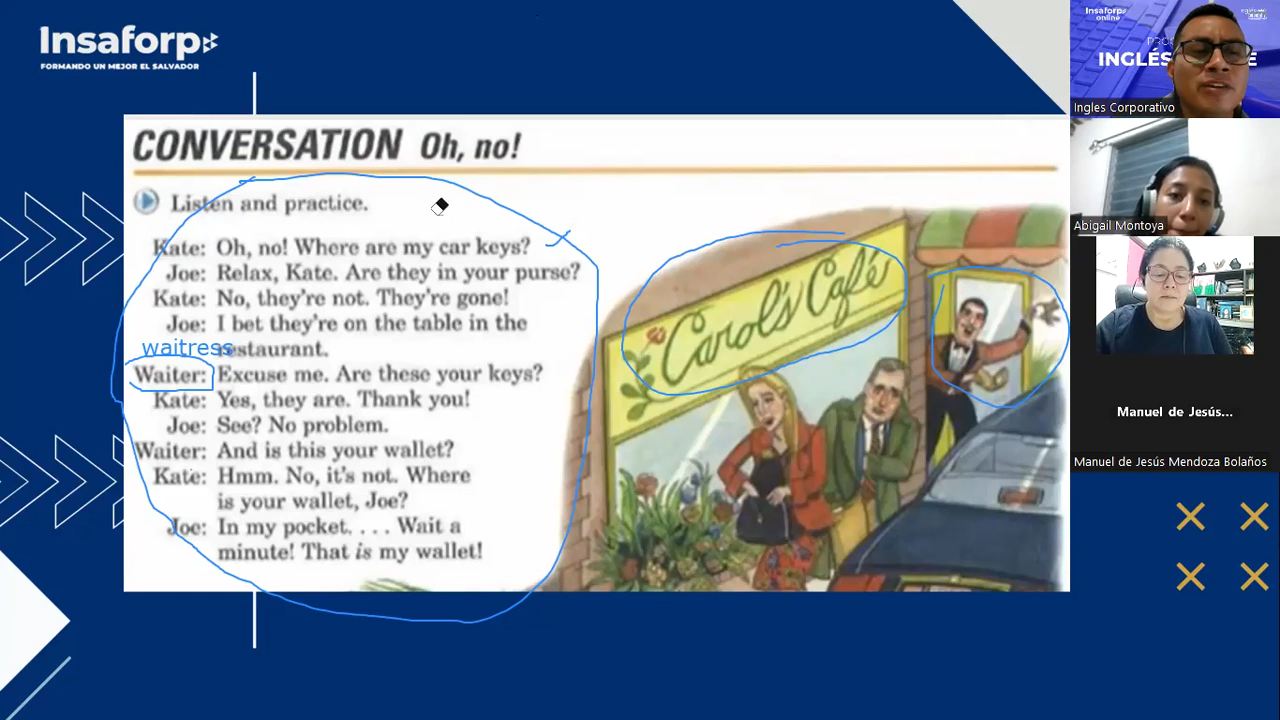 Insaforp
FORMANDO UN MEJOR EL SALVADOR
CONVERSATION Oh, no!
Listen and practice.
Kate: Oh, no! Where are my car keys?
Joe: Relax, Kate. Are they in your purse?
Kate: No, they're not. They're gone!
Joe: I bet they're on the table in the
restaurant.
waitress
Waiter: Excuse me. Are these your keys?
Kate: Yes, they are. Thank you!
Joe: See? No problem.
Waiter: And is this your wallet?
Kate: Hmm. No, it's not. Where
is your wallet, Joe?
Joe: In my pocket. . . . Wait a
minute! That is my wallet!
Carol's Café
Insaforp
online
INGLÉS
Ingles Corporativo
Abigail Montoya
Manuel de Jesús...
Manuel de Jesús Mendoza Bolaños